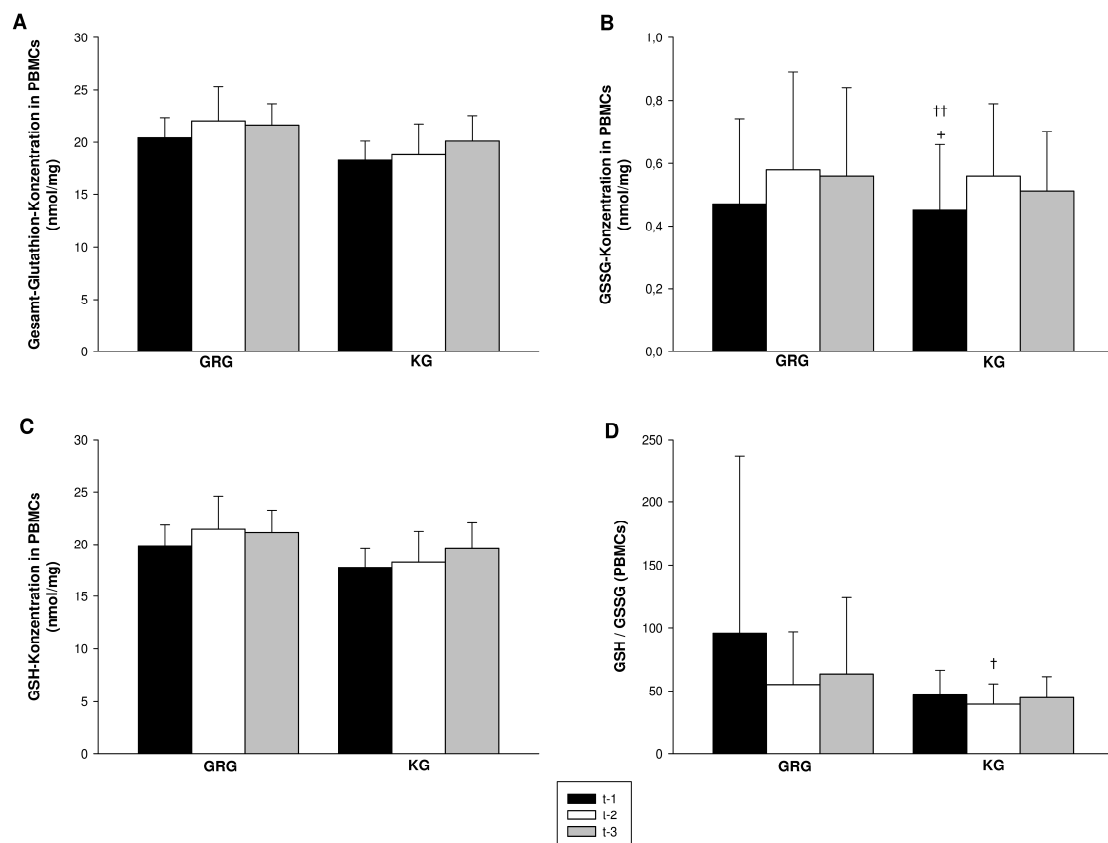 A
Gesamt-Glutathion-Konzentration in PBMCs
(nmol/mg)
30
25
20
15
10
5
0
GRG
KG
B
GSSG-Konzentration in PBMCs
(nmol/mg)
1,0
0,8
0,6
0,4
0,2
0,0
††
+
GRG
KG
C
GSH-Konzentration in PBMCs
(nmol/mg)
30
25
20
15
10
5
0
GRG
KG
D
GSH / GSSG (PBMCs)
250
200
150
100
50
0
†
GRG
KG
t-1
t-2
t-3